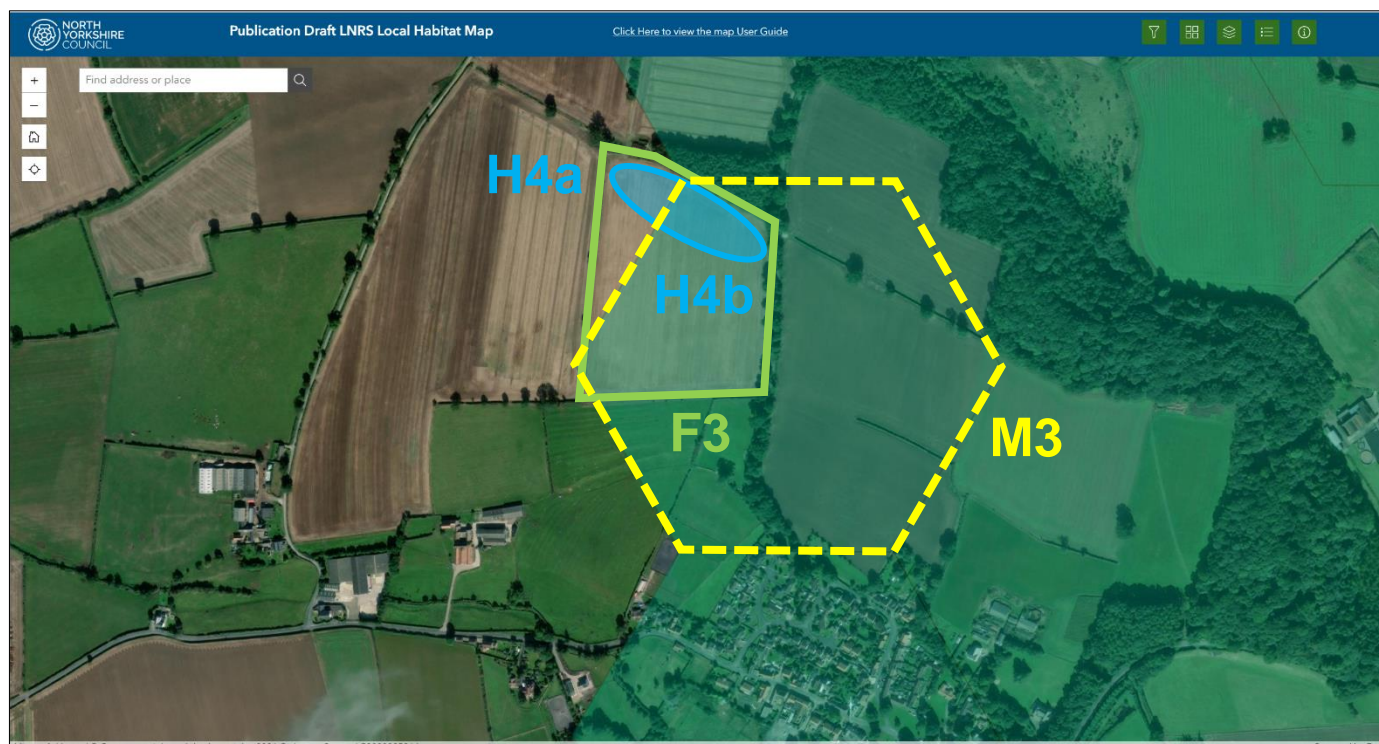 NORTH
YORKSHIRE
COUNCIL
Publication Draft LNRS Local Habitat Map
Click Here to view the map User Guide
+
Find address or place
–
H4a
H4b
F3
M3